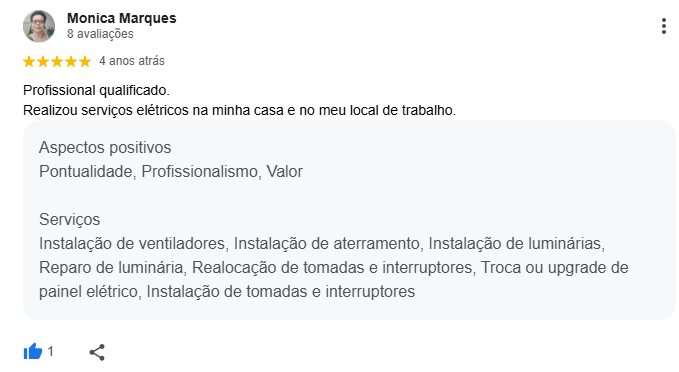 Monica Marques
8 avaliações
4 anos atrás
Profissional qualificado.
Realizou serviços elétricos na minha casa e no meu local de trabalho.
Aspectos positivos
Pontualidade, Profissionalismo, Valor
Serviços
Instalação de ventiladores, Instalação de aterramento, Instalação de luminárias,
Reparo de luminária, Realocação de tomadas e interruptores, Troca ou upgrade de
painel elétrico, Instalação de tomadas e interruptores
1